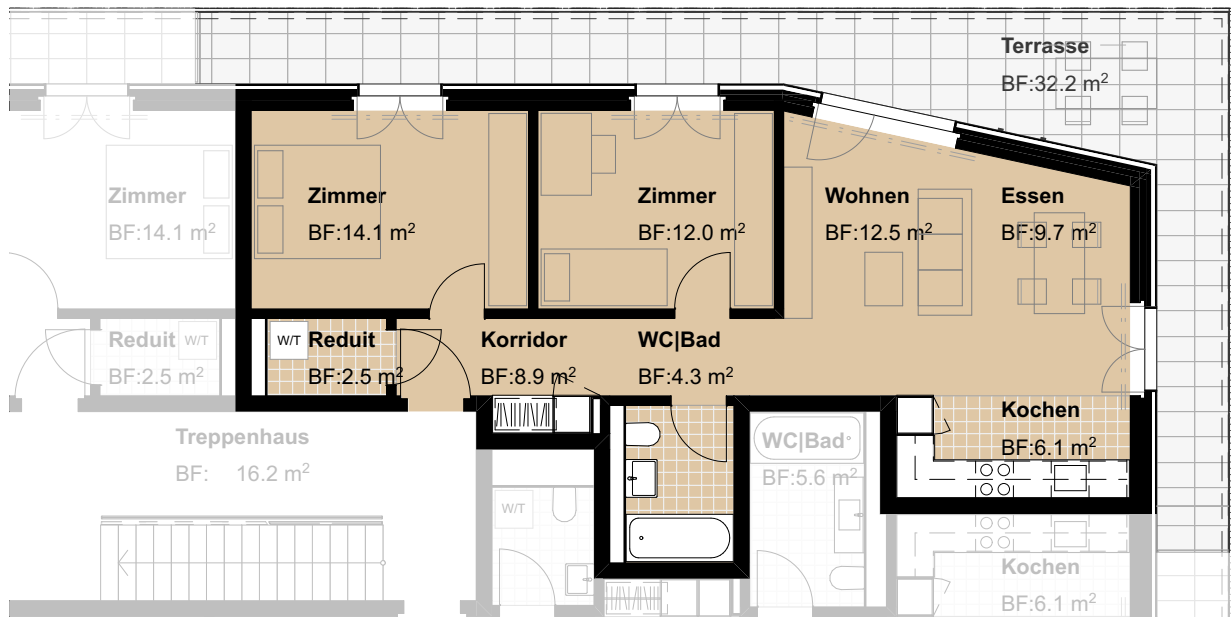 Terrasse
BF:32.2 m²
Zimmer
BF:14.1 m²
Zimmer
BF:14.1 m²
Zimmer
BF:12.0 m²
Wohnen
BF:12.5 m²
Essen
BF:9.7 m²
Reduit
W/T
BF:2.5 m²
W/T
Reduit
BF:2.5 m²
Korridor
BF:8.9 m²
WC|Bad
BF:4.3 m²
Kochen
BF:6.1 m²
Treppenhaus
BF: 16.2 m²
WC|Bad
BF:5.6 m²
W/T
Kochen
BF:6.1 m²